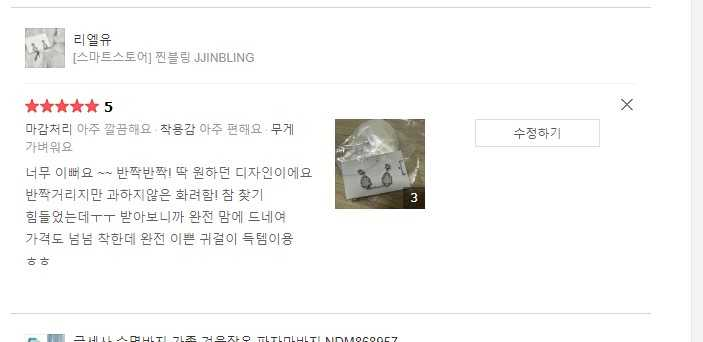 리엘유
[스마트스토어] 찐블링 JJINBLING
5
마감처리 아주 깔끔해요 · 착용감 아주 편해요 · 무게
가벼워요
너무 이뻐요 ~~ 반짝반짝! 딱 원하던 디자인이에요
반짝거리지만 과하지않은 화려함! 참 찾기
힘들었는데ㅜㅜ 받아보니까 완전 맘에 드네여
가격도 넘넘 착한데 완전 이쁜 귀걸이 득템이용
ㅎㅎ
3
수정하기